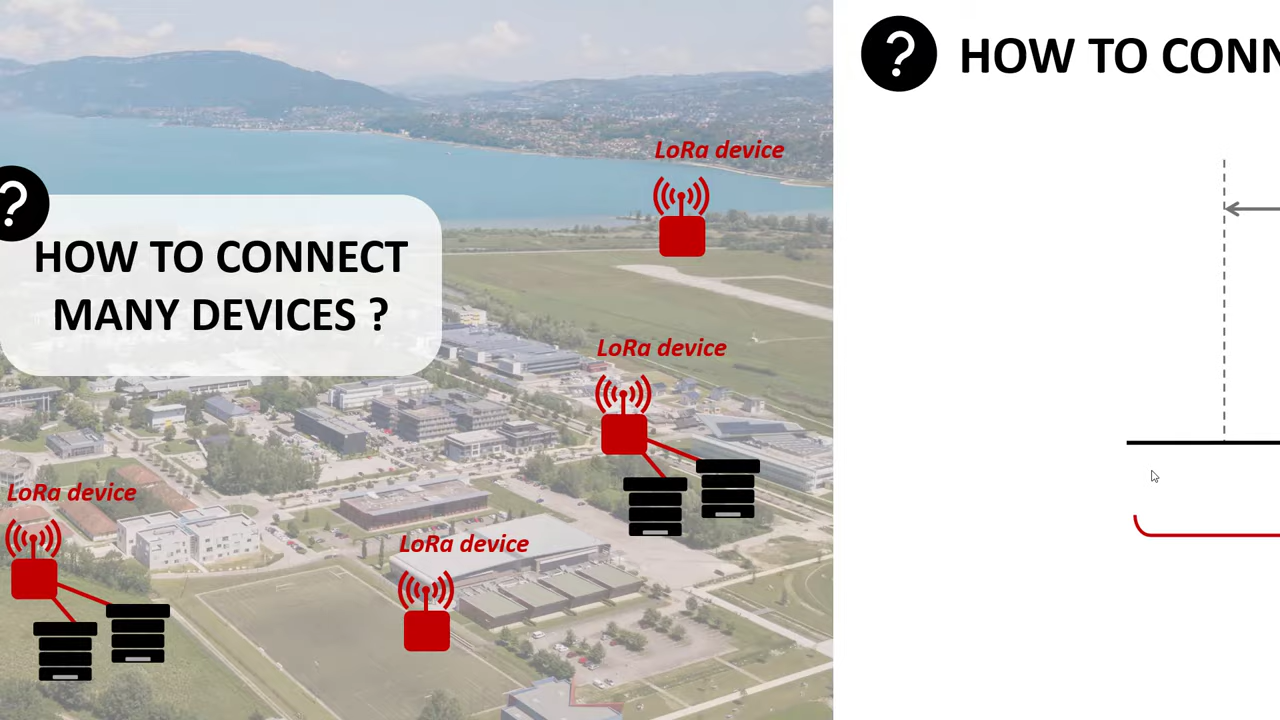 ?
HOW TO CONNECT
MANY DEVICES ?
LoRa device
LoRa device
LoRa device
LoRa device
?
HOW TO CONN